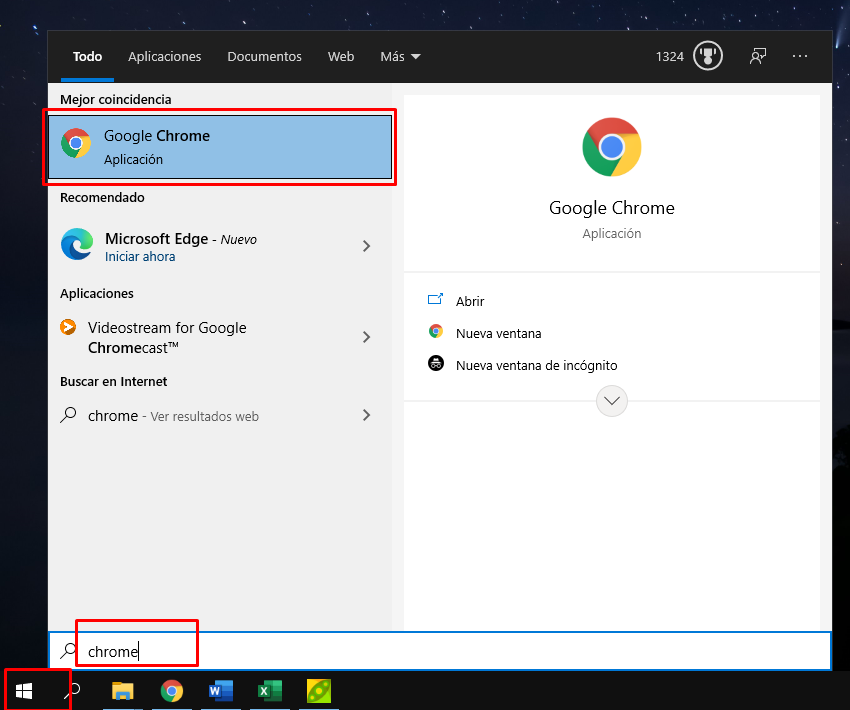 Todo Aplicaciones Documentos Web Más 1324 ...
Mejor coincidencia
Google Chrome
Aplicación
Recomendado
Microsoft Edge - Nuevo
Iniciar ahora
Aplicaciones
Videostream for Google
Chromecast™
Buscar en Internet
chrome - Ver resultados web
Google Chrome
Aplicación
Abrir
Nueva ventana
Nueva ventana de incógnito
chrome
W X